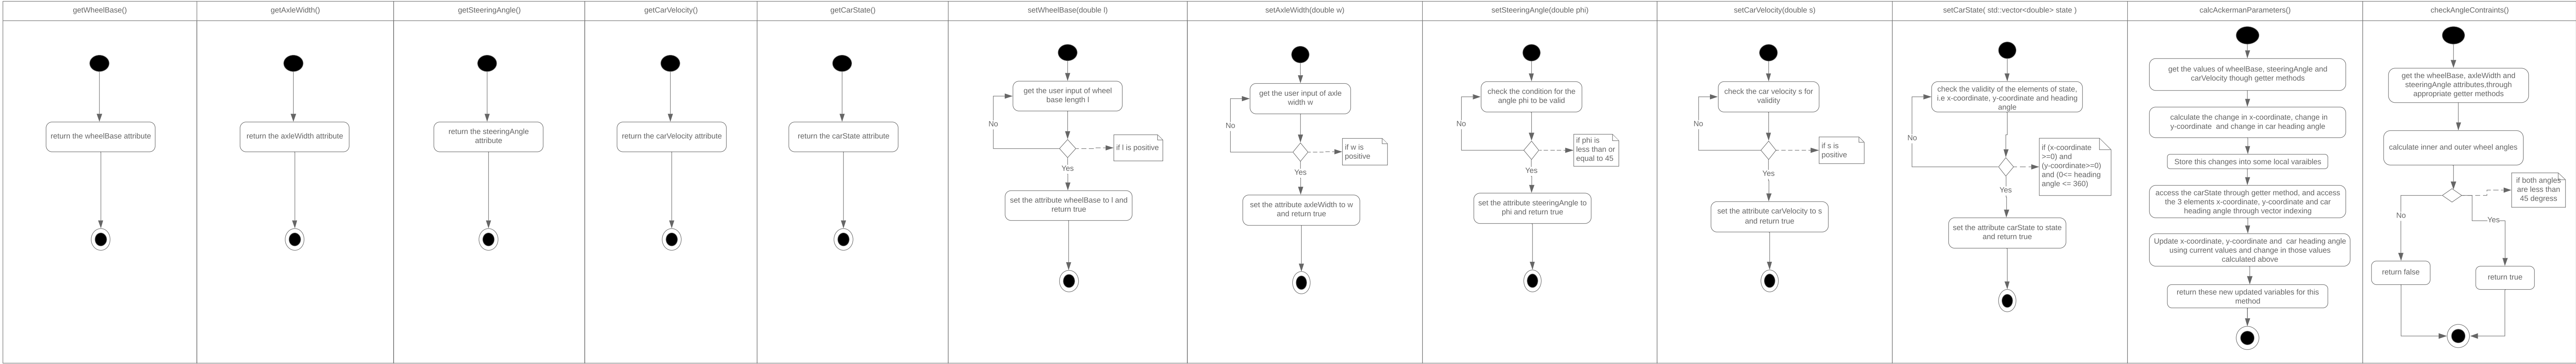 getWheelBase()
return the wheelBase attribute
getAxleWidth()
return the axleWidth attribute
getSteeringAngle()
return the steeringAngle
attribute
getCarVelocity()
return the carVelocity attribute
getCarState()
return the carState attribute
setWheelBase(double l)
get the user input of wheel
base length l
No
if l is positive
Yes
set the attribute wheelBase to l and
return true
setAxleWidth(double w)
get the user input of axle
width w
No
if w is
positive
Yes
set the attribute axleWidth to w
and return true
setSteeringAngle(double phi)
check the condition for the
angle phi to be valid
No
if phi is
less than or
equal to 45
Yes
set the attribute steeringAngle to
phi and return true
setCarVelocity(double s)
check the car velocity s for
validity
No
if s is
positive
Yes
set the attribute carVelocity to s
and return true
setCarState( std::vector<double> state )
check the validity of the elements of state,
i.e x-coordinate, y-coordinate and heading
angle
No
if (x-coordinate
>=0) and
(y-coordinate>=0)
and (0<= heading
angle <= 360)
Yes
set the attribute carState to state
and return true
calcAckermanParameters()
get the values of wheelBase, steeringAngle and
carVelocity though getter methods
calculate the change in x-coordinate, change in
y-coordinate and change in car heading angle
Store this changes into some local varaibles
access the carState through getter method, and access
the 3 elements x-coordinate, y-coordinate and car
heading angle through vector indexing
Update x-coordinate, y-coordinate and car heading angle
using current values and change in those values
calculated above
return these new updated variables for this
method
checkAngleContraints()
get the wheelBase, axleWidth and
steeringAngle attributes,through
appropriate getter methods
calculate inner and outer wheel angles
if both angles
are less than
45 degress
No
Yes
return false
return true